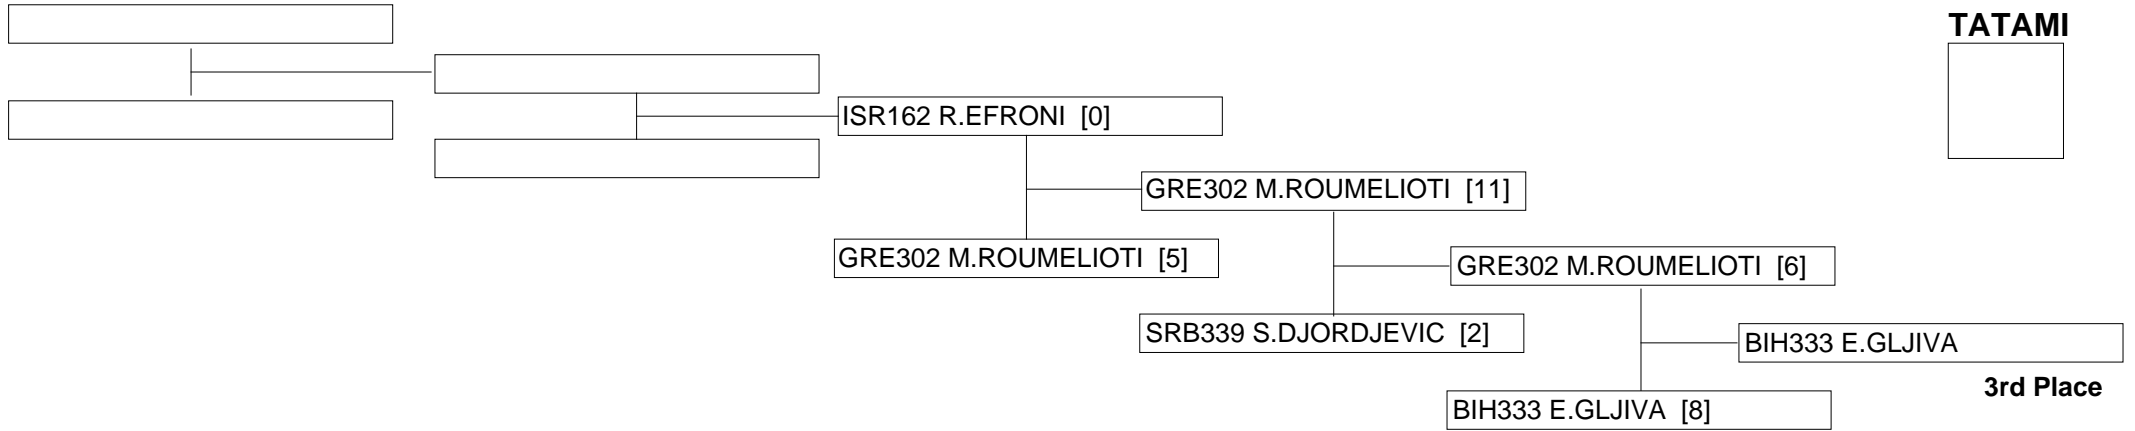 TATAMI
ISR162 R.EFRONI [0]
GRE302 M.ROUMELIOTI [11]
GRE302 M.ROUMELIOTI [5]
GRE302 M.ROUMELIOTI [6]
SRB339 S.DJORDJEVIC [2]
BIH333 E.GLJIVA
3rd Place
BIH333 E.GLJIVA [8]